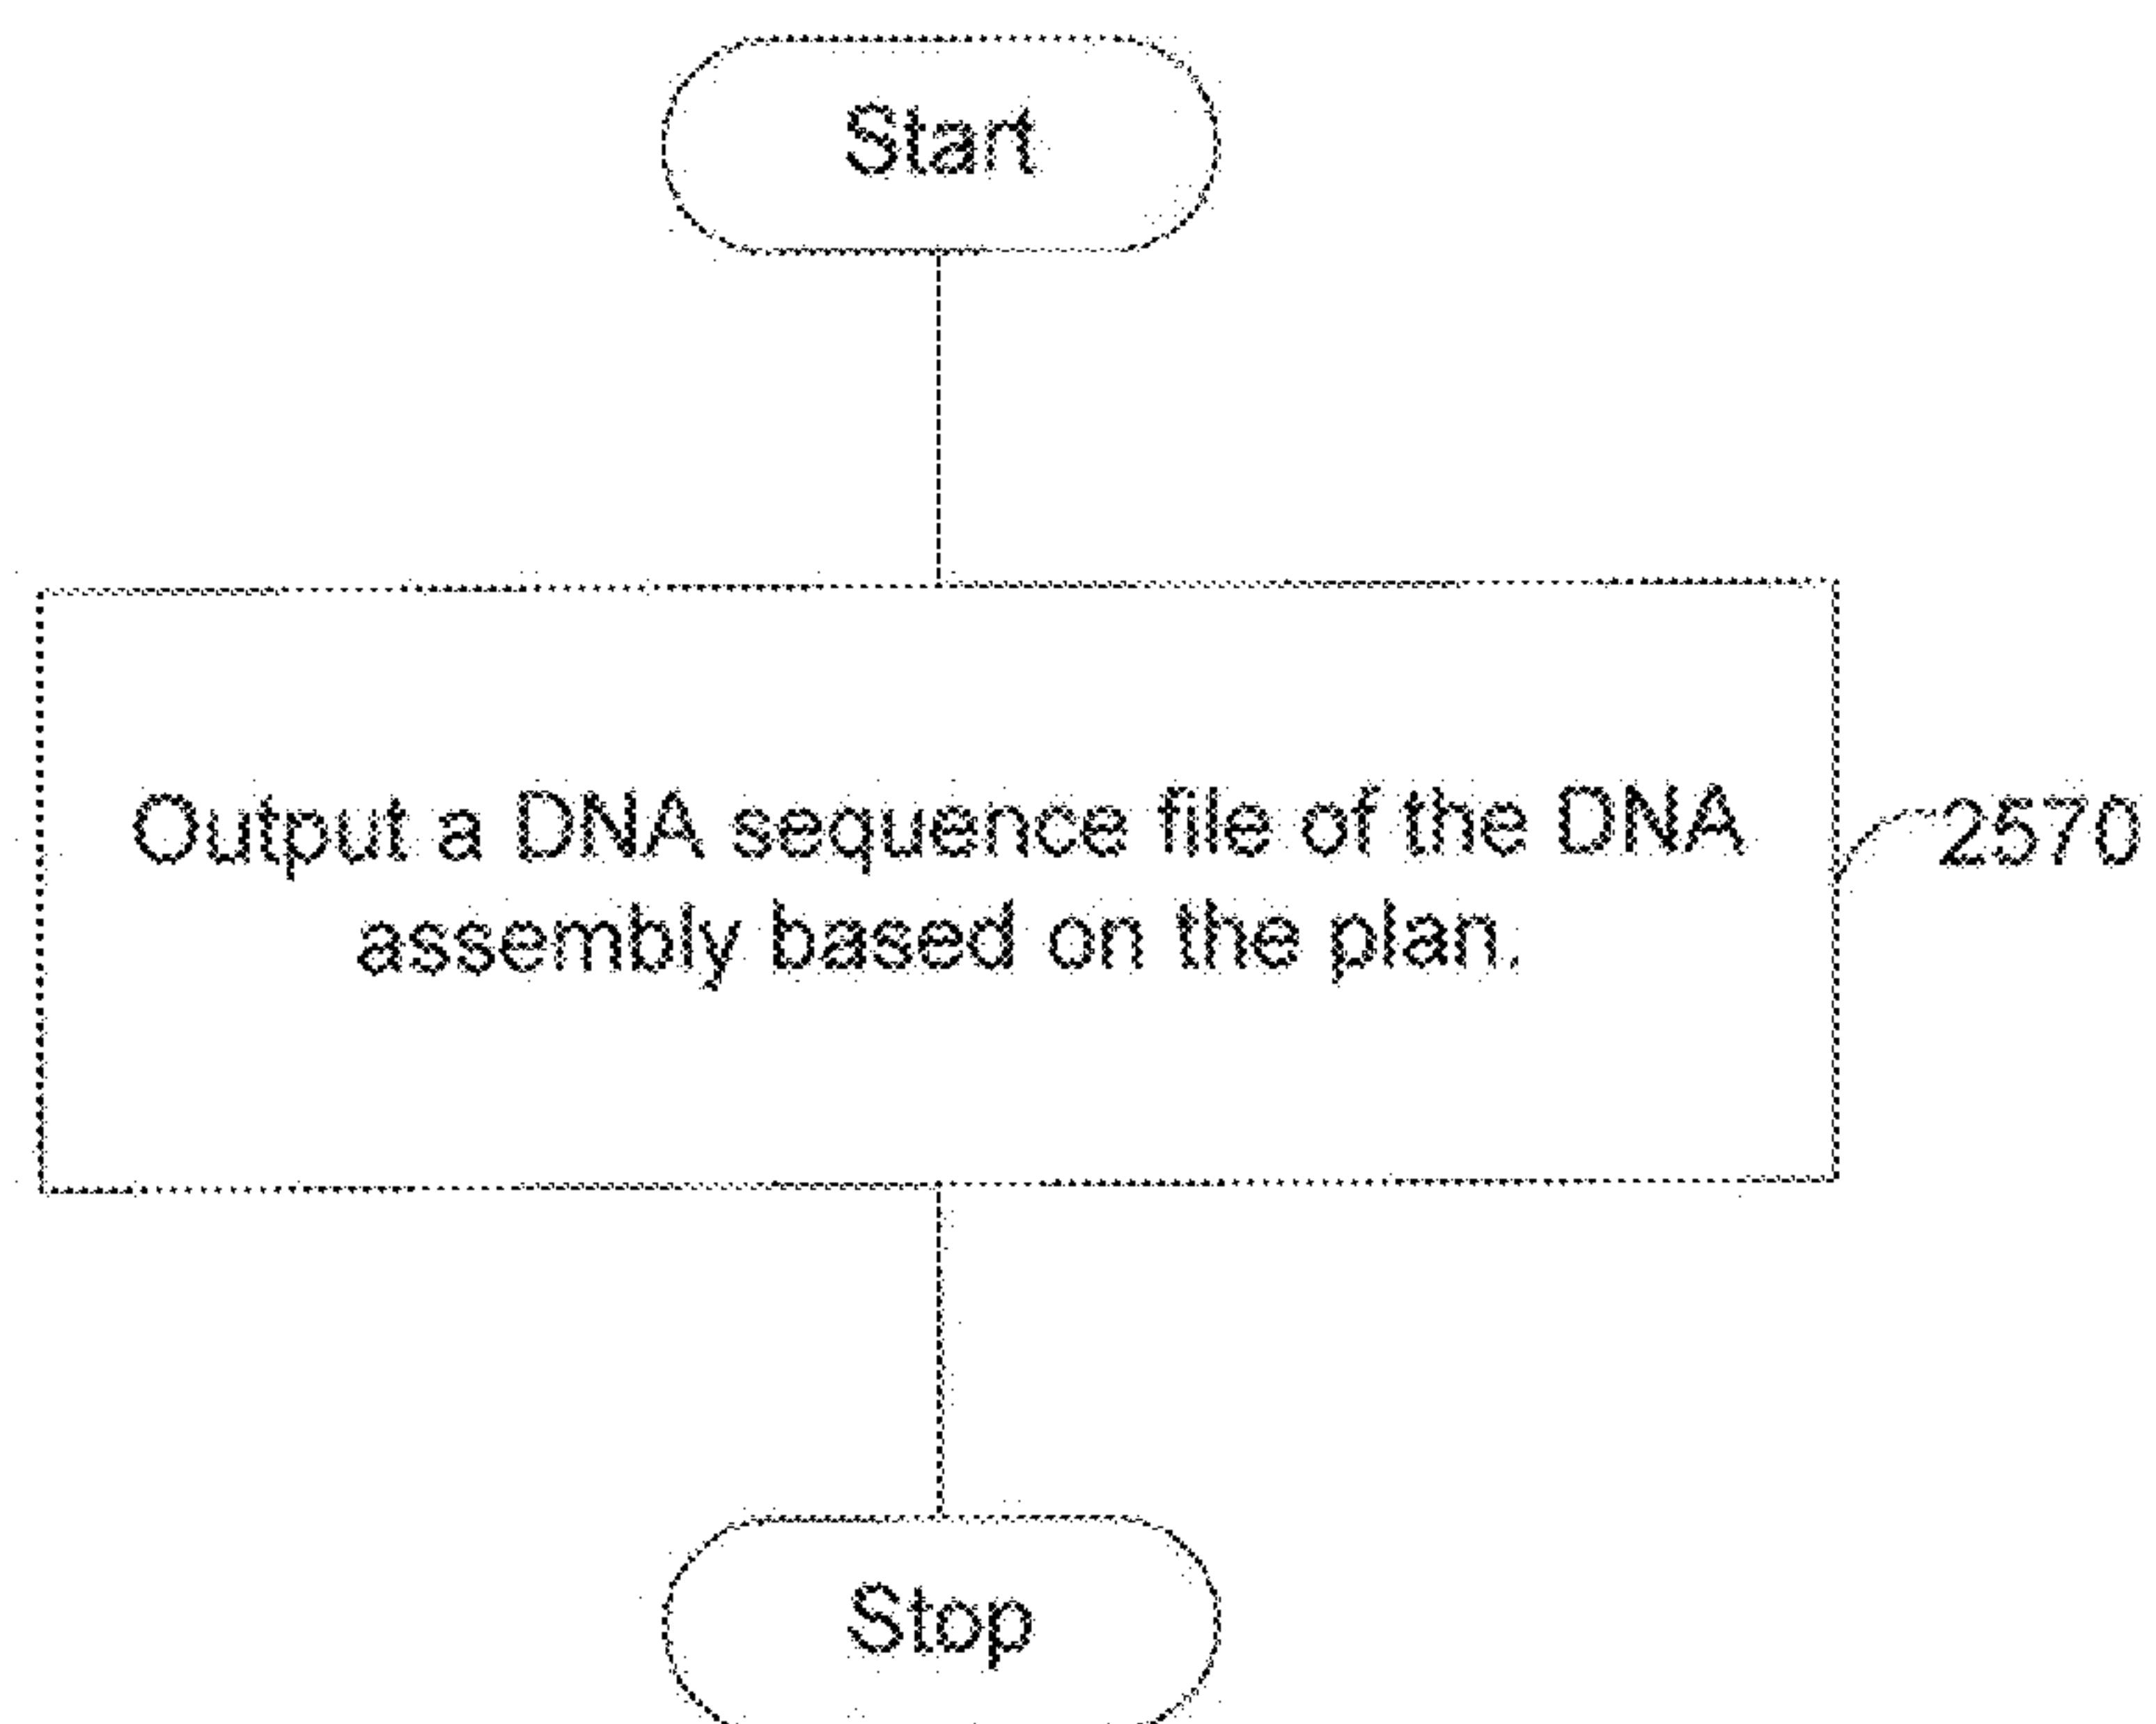 Start
Output a DNA sequence file of the DNA
assembly based on the plan.
2570
Stop